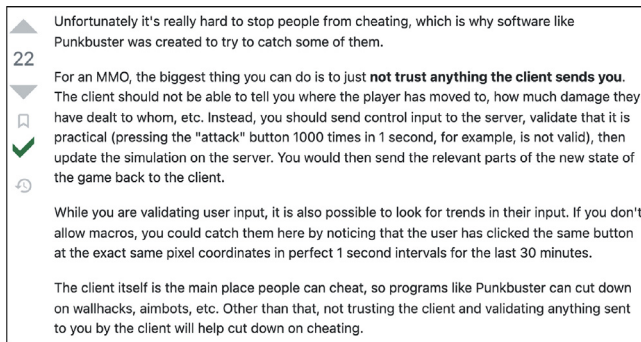 Unfortunately it's really hard to stop people from cheating, which is why software like
Punkbuster was created to try to catch some of them.
22
For an MMO, the biggest thing you can do is to just not trust anything the client sends you.
The client should not be able to tell you where the player has moved to, how much damage they
have dealt to whom, etc. Instead, you should send control input to the server, validate that it is
practical (pressing the "attack" button 1000 times in 1 second, for example, is not valid), then
update the simulation on the server. You would then send the relevant parts of the new state of
the game back to the client.
While you are validating user input, it is also possible to look for trends in their input. If you don't
allow macros, you could catch them here by noticing that the user has clicked the same button
at the exact same pixel coordinates in perfect 1 second intervals for the last 30 minutes.
The client itself is the main place people can cheat, so programs like Punkbuster can cut down
on wallhacks, aimbots, etc. Other than that, not trusting the client and validating anything sent
to you by the client will help cut down on cheating.